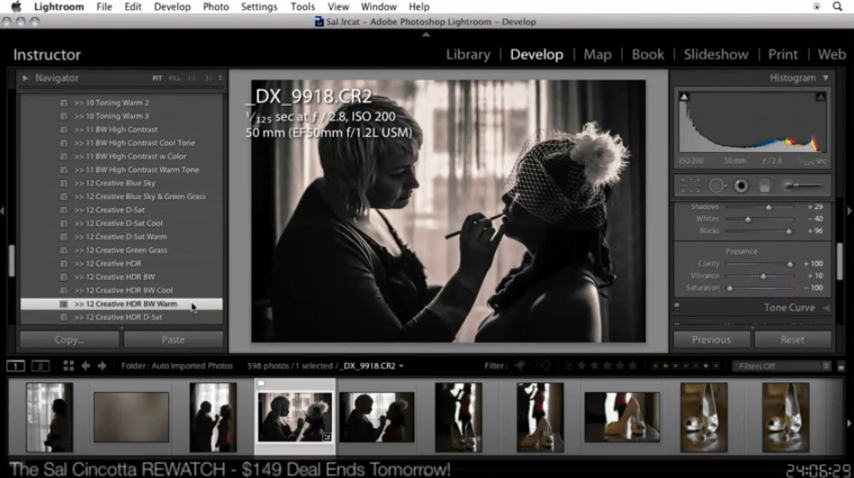 Lightroom File Edit Develop Photo Settings Tools View Window Help
Sal.lrcat – Adobe Photoshop Lightroom – Develop
Instructor
Library | Develop | Map | Book | Slideshow | Print | Web
Navigator FIT FILL 1:1
Histogram
>> 10 Toning Warm 2
>> 10 Toning Warm 3
>> 11 BW High Contrast
>> 11 BW High Contrast Cool Tone
>> 11 BW High Contrast w Color
>> 11 BW High Contrast Warm Tone
>> 12 Creative Blue Sky
>> 12 Creative Blue Sky & Green Grass
>> 12 Creative D-Sat
>> 12 Creative D-Sat Cool
>> 12 Creative D-Sat Warm
>> 12 Creative Green Grass
>> 12 Creative HDR
>> 12 Creative HDR BW
>> 12 Creative HDR BW Cool
>> 12 Creative HDR BW Warm
>> 12 Creative HDR D-Sat
Copy... Paste
_DX_9918.CR2
1/125 sec at ƒ / 2.8, ISO 200
50 mm (EF50mm f/1.2L USM)
ISO 200 50 mm ƒ / 2.8 1/125 sec
Shadows + 29
Whites − 40
Blacks + 96
Presence
Clarity + 100
Vibrance + 10
Saturation − 100
Tone Curve
Previous Reset
1 2 Folder : Auto Imported Photos 598 photos / 1 selected / _DX_9918.CR2 Filter : Filters Off
The Sal Cincotta REWATCH - $149 Deal Ends Tomorrow!
24:06:29